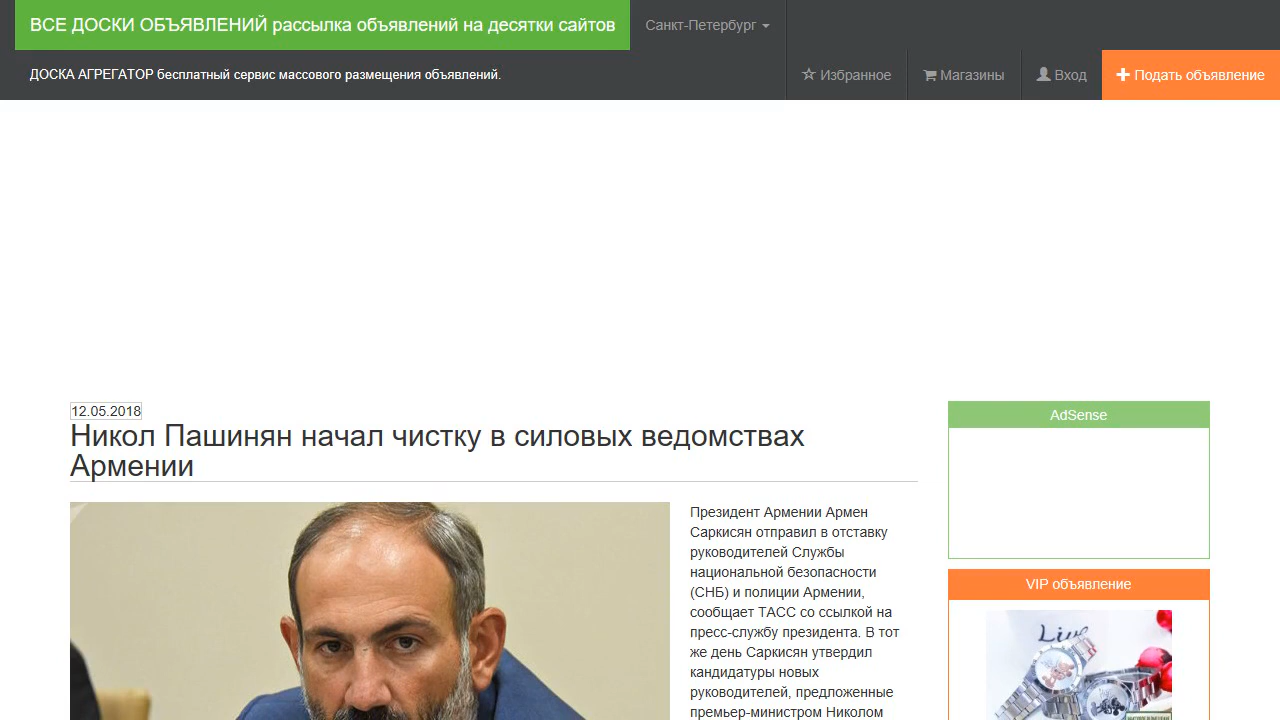 ВСЕ ДОСКИ ОБЪЯВЛЕНИЙ рассылка объявлений на десятки сайтов
Санкт-Петербург
ДОСКА АГРЕГАТОР бесплатный сервис массового размещения объявлений.
Избранное
Магазины
Вход
Подать объявление
12.05.2018
Никол Пашинян начал чистку в силовых ведомствах
Армении
Президент Армении Армен
Саркисян отправил в отставку
руководителей Службы
национальной безопасности
(СНБ) и полиции Армении,
сообщает ТАСС со ссылкой на
пресс-службу президента. В тот
же день Саркисян утвердил
кандидатуры новых
руководителей, предложенные
премьер-министром Николом
AdSense
VIP объявление
Live